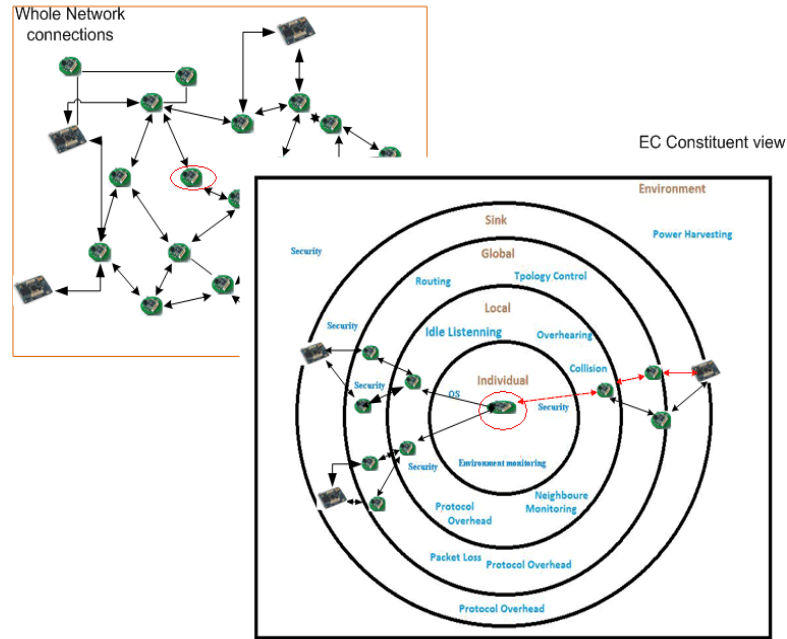 Whole Network
connections
EC Constituent view
Environment
Sink
Power Harvesting
Security
Global
Routing
Tpology Control
Local
Security
Idle Listenning
Overhearing
Collision
Individual
Security
OS
Security
Environment monitoring
Security
Neighboure
Monitoring
Protocol
Overhead
Packet Loss
Protocol Overhead
Protocol Overhead